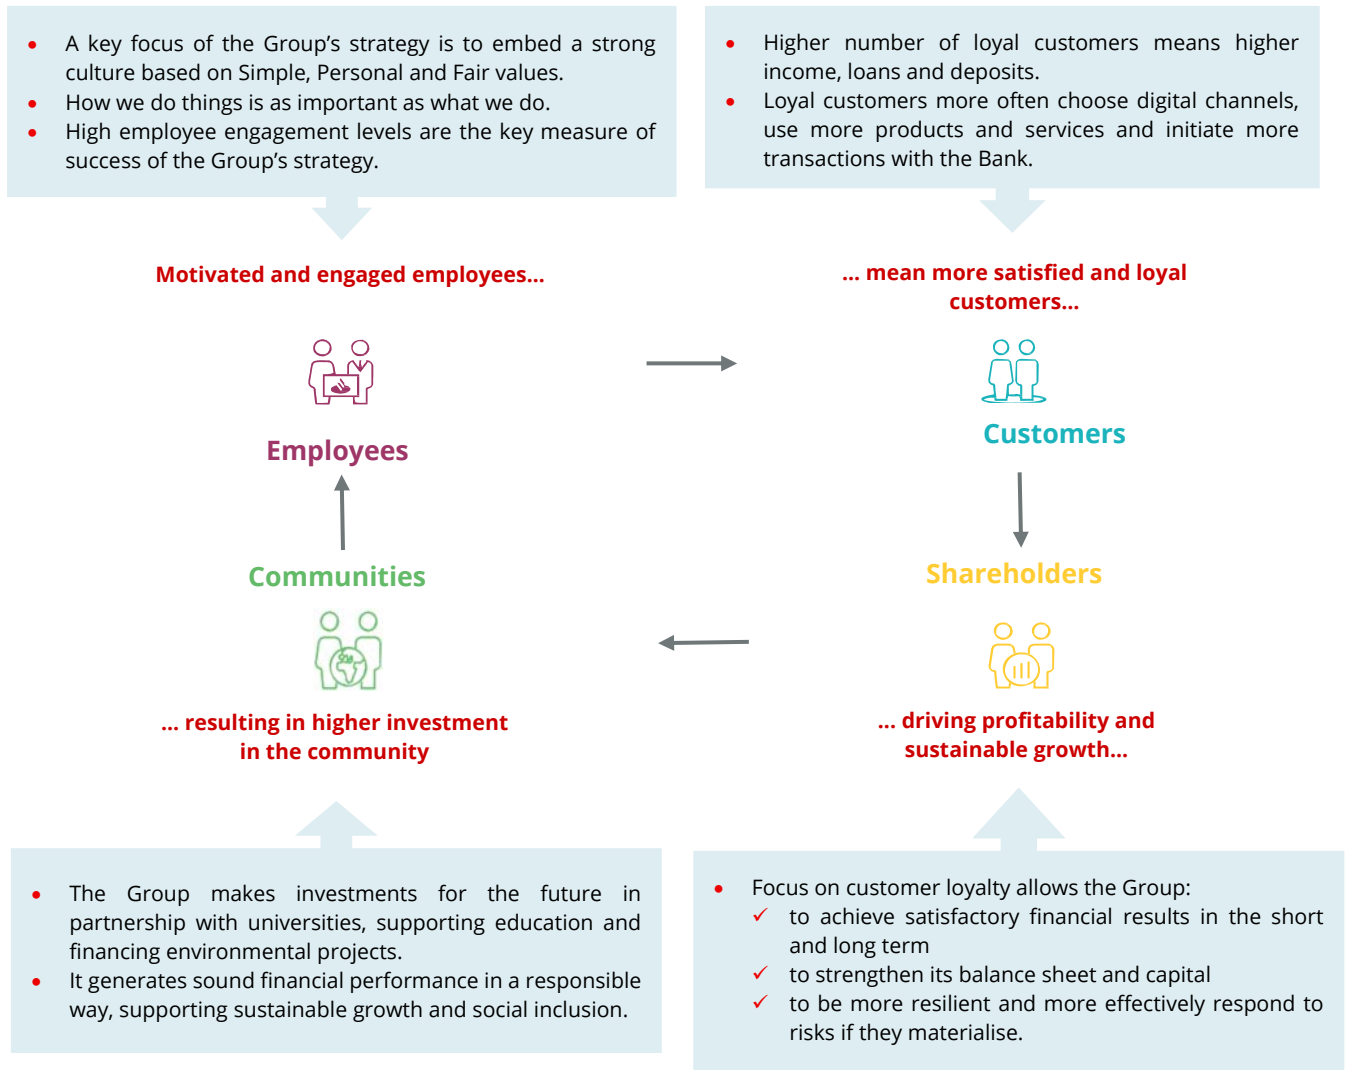 • A key focus of the Group's strategy is to embed a strong
culture based on Simple, Personal and Fair values.
• How we do things is as important as what we do.
• High employee engagement levels are the key measure of
success of the Group's strategy.
• Higher number of loyal customers means higher
income, loans and deposits.
• Loyal customers more often choose digital channels,
use more products and services and initiate more
transactions with the Bank.
Motivated and engaged employees...
... mean more satisfied and loyal
customers...
Employees
Customers
Communities
Shareholders
... resulting in higher investment
in the community
... driving profitability and
sustainable growth...
• The Group makes investments for the future in
partnership with universities, supporting education and
financing environmental projects.
• It generates sound financial performance in a responsible
way, supporting sustainable growth and social inclusion.
• Focus on customer loyalty allows the Group:
✓ to achieve satisfactory financial results in the short
and long term
✓ to strengthen its balance sheet and capital
✓ to be more resilient and more effectively respond to
risks if they materialise.